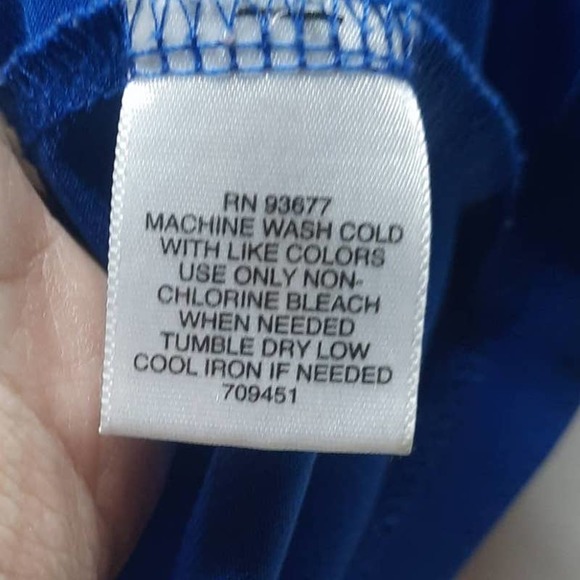 RN 93677
MACHINE WASH COLD
WITH LIKE COLORS
USE ONLY NON-
CHLORINE BLEACH
WHEN NEEDED
TUMBLE DRY LOW
COOL IRON IF NEEDED
709451